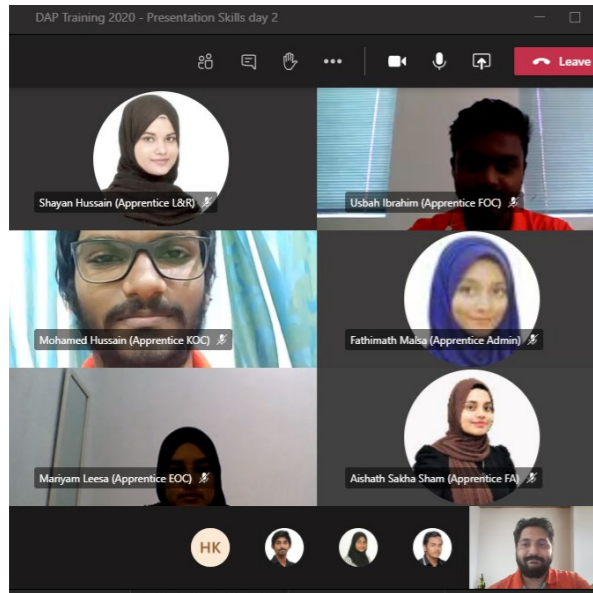 DAP Training 2020 - Presentation Skills day 2
Leave
Shayan Hussain (Apprentice L&R)
Usbah Ibrahim (Apprentice FOC)
Mohamed Hussain (Apprentice KOC)
Fathimath Malsa (Apprentice Admin)
Mariyam Leesa (Apprentice EOC)
Aishath Sakha Sham (Apprentice FA)
HK